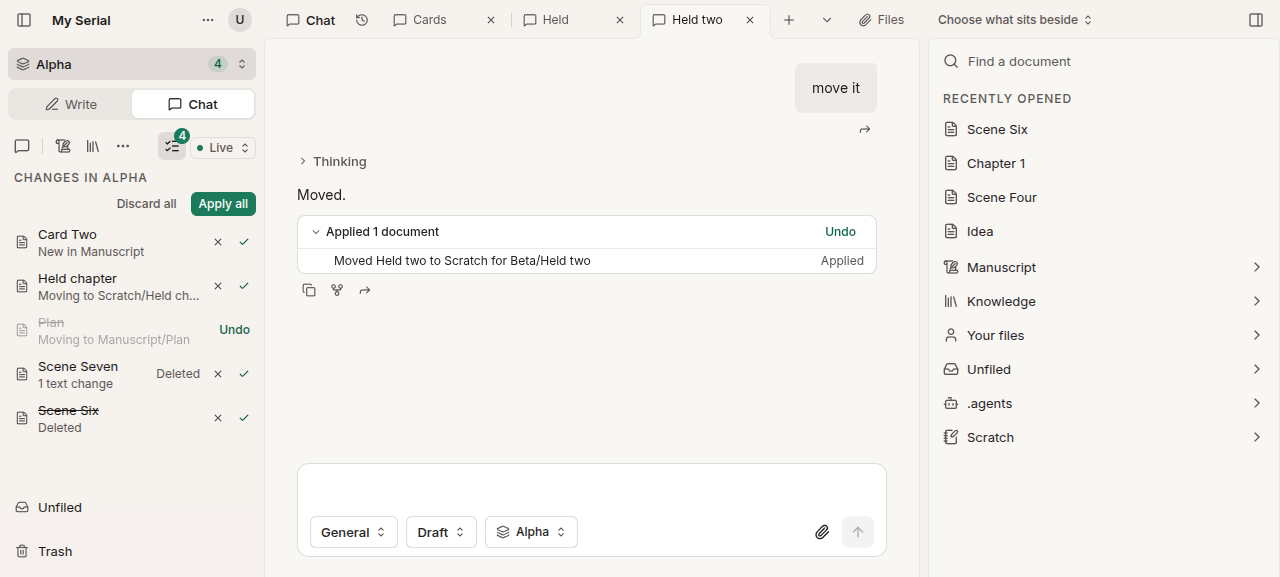 My Serial
U
Chat
Cards
Held
Held two
Files
Choose what sits beside
Alpha
4
Write
Chat
4
Live
CHANGES IN ALPHA
Discard all
Apply all
Card Two
New in Manuscript
Held chapter
Moving to Scratch/Held ch...
Plan
Moving to Manuscript/Plan
Undo
Scene Seven
1 text change
Deleted
Scene Six
Deleted
Unfiled
Trash
move it
Thinking
Moved.
Applied 1 document
Undo
Moved Held two to Scratch for Beta/Held two
Applied
General
Draft
Alpha
Find a document
RECENTLY OPENED
Scene Six
Chapter 1
Scene Four
Idea
Manuscript
Knowledge
Your files
Unfiled
.agents
Scratch